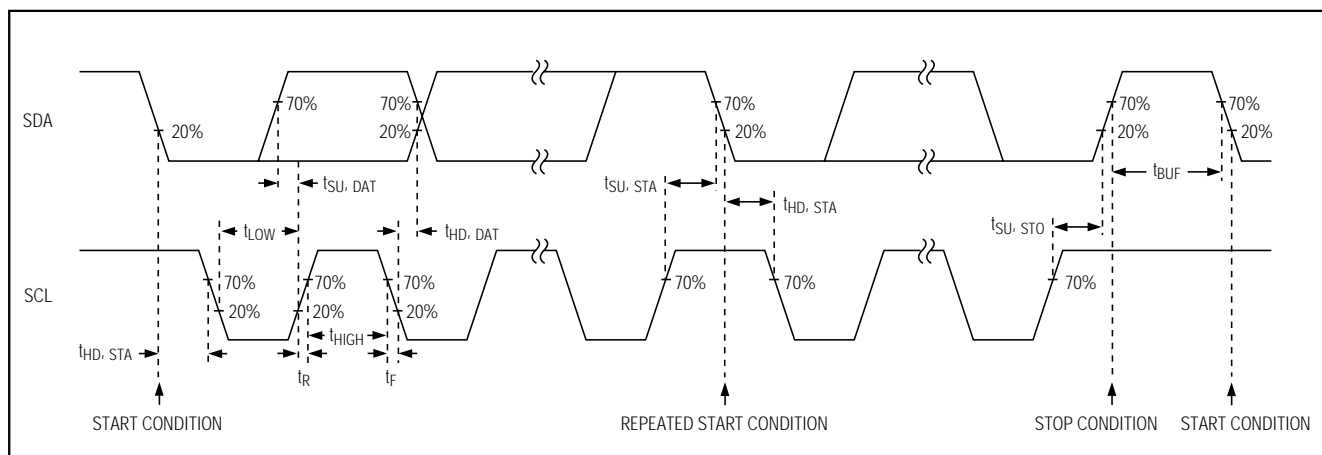 SDA
20%
70%
70%
20%
70%
20%
70%
20%
70%
20%
tSU, DAT
tSU, STA
tHD, STA
tBUF
tLOW
tHD, DAT
tSU, STO
SCL
70%
20%
70%
20%
70%
20%
70%
70%
70%
tHIGH
tHD, STA
tR
tF
START CONDITION
REPEATED START CONDITION
STOP CONDITION
START CONDITION